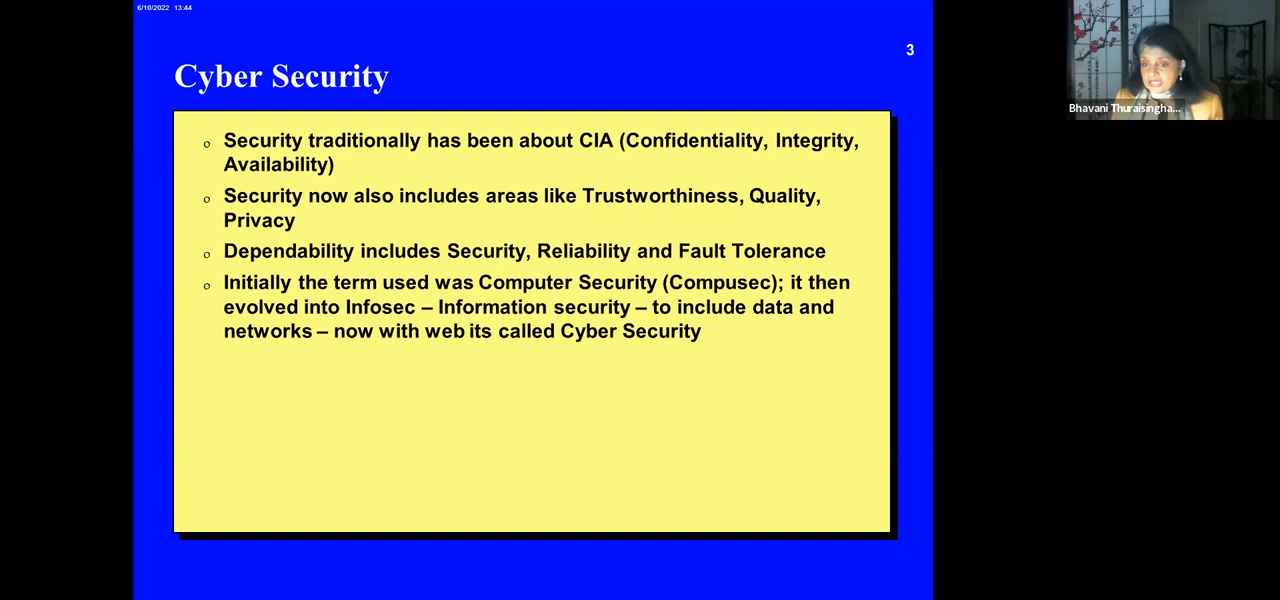 6/10/2022 13:44
3
Cyber Security
o Security traditionally has been about CIA (Confidentiality, Integrity,
Availability)
o Security now also includes areas like Trustworthiness, Quality,
Privacy
o Dependability includes Security, Reliability and Fault Tolerance
o Initially the term used was Computer Security (Compusec); it then
evolved into Infosec – Information security – to include data and
networks – now with web its called Cyber Security
Bhavani Thuraisingha...